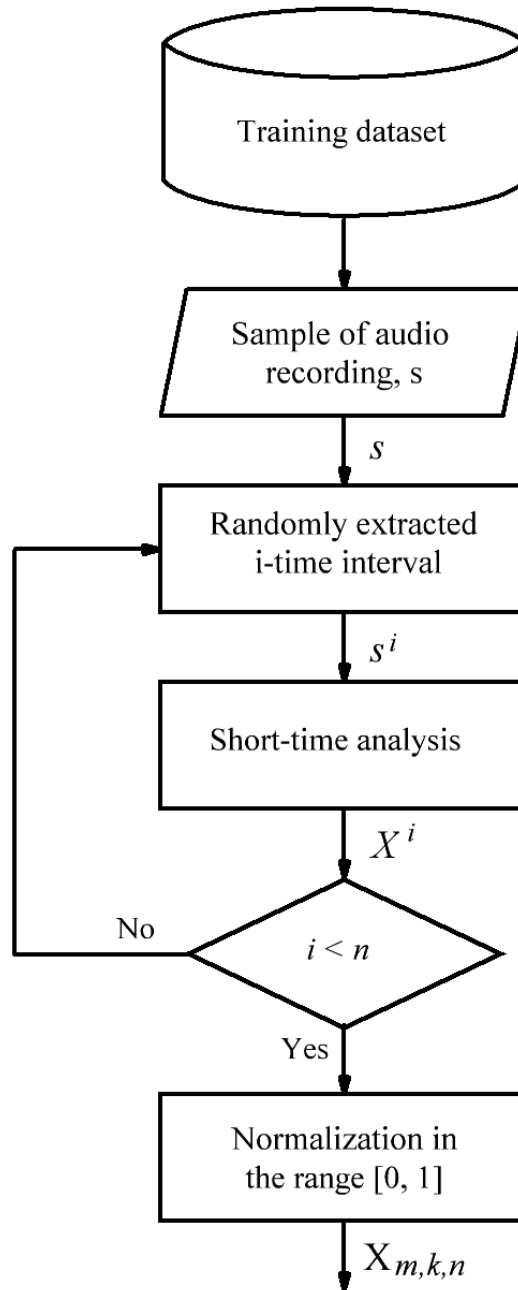 Training dataset
Sample of audio
recording, s
s
Randomly extracted
i-time interval
s^i
Short-time analysis
X^i
No
i < n
Yes
Normalization in
the range [0, 1]
X_{m,k,n}